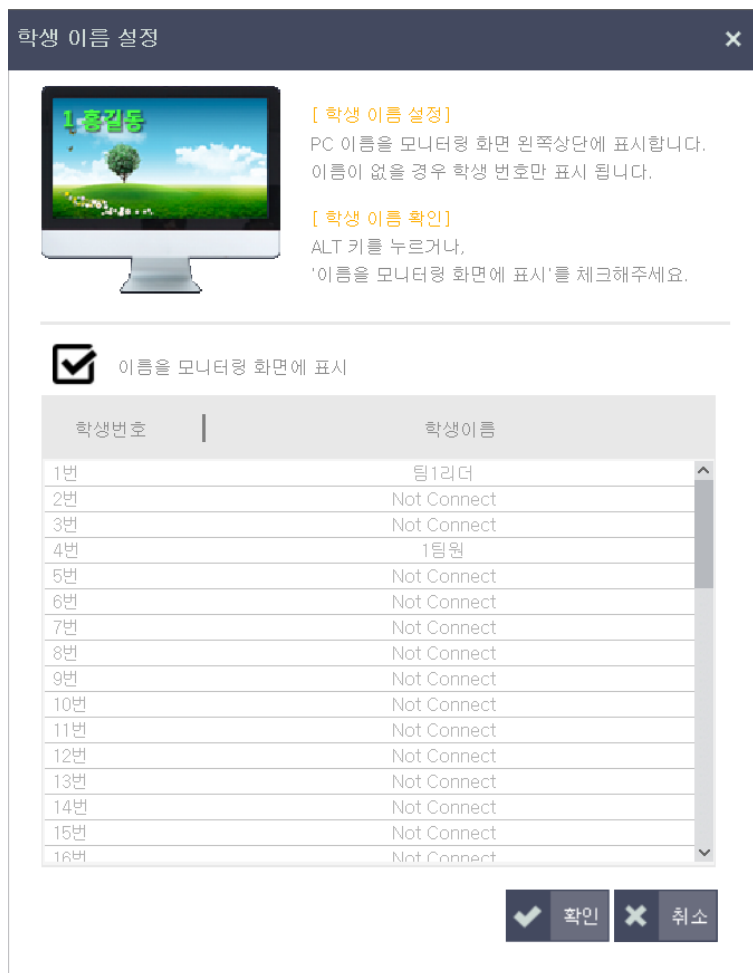 학생 이름 설정
1 홍길동
[ 학생 이름 설정]
PC 이름을 모니터링 화면 왼쪽상단에 표시합니다.
이름이 없을 경우 학생 번호만 표시 됩니다.
[ 학생 이름 확인]
ALT 키를 누르거나,
'이름을 모니터링 화면에 표시'를 체크해주세요.
이름을 모니터링 화면에 표시
학생번호 학생이름
1번 팀1리더
2번 Not Connect
3번 Not Connect
4번 1팀원
5번 Not Connect
6번 Not Connect
7번 Not Connect
8번 Not Connect
9번 Not Connect
10번 Not Connect
11번 Not Connect
12번 Not Connect
13번 Not Connect
14번 Not Connect
15번 Not Connect
16번 Not Connect
확인 취소